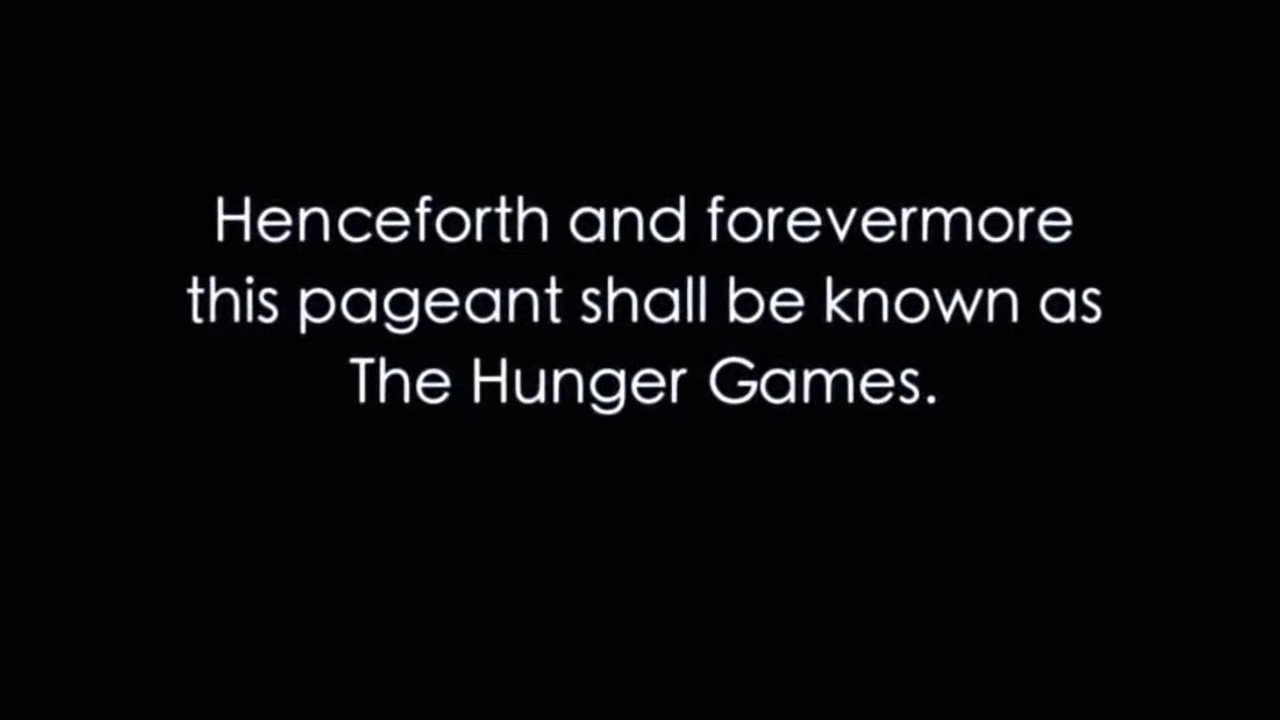 Henceforth and forevermore
this pageant shall be known as
The Hunger Games.